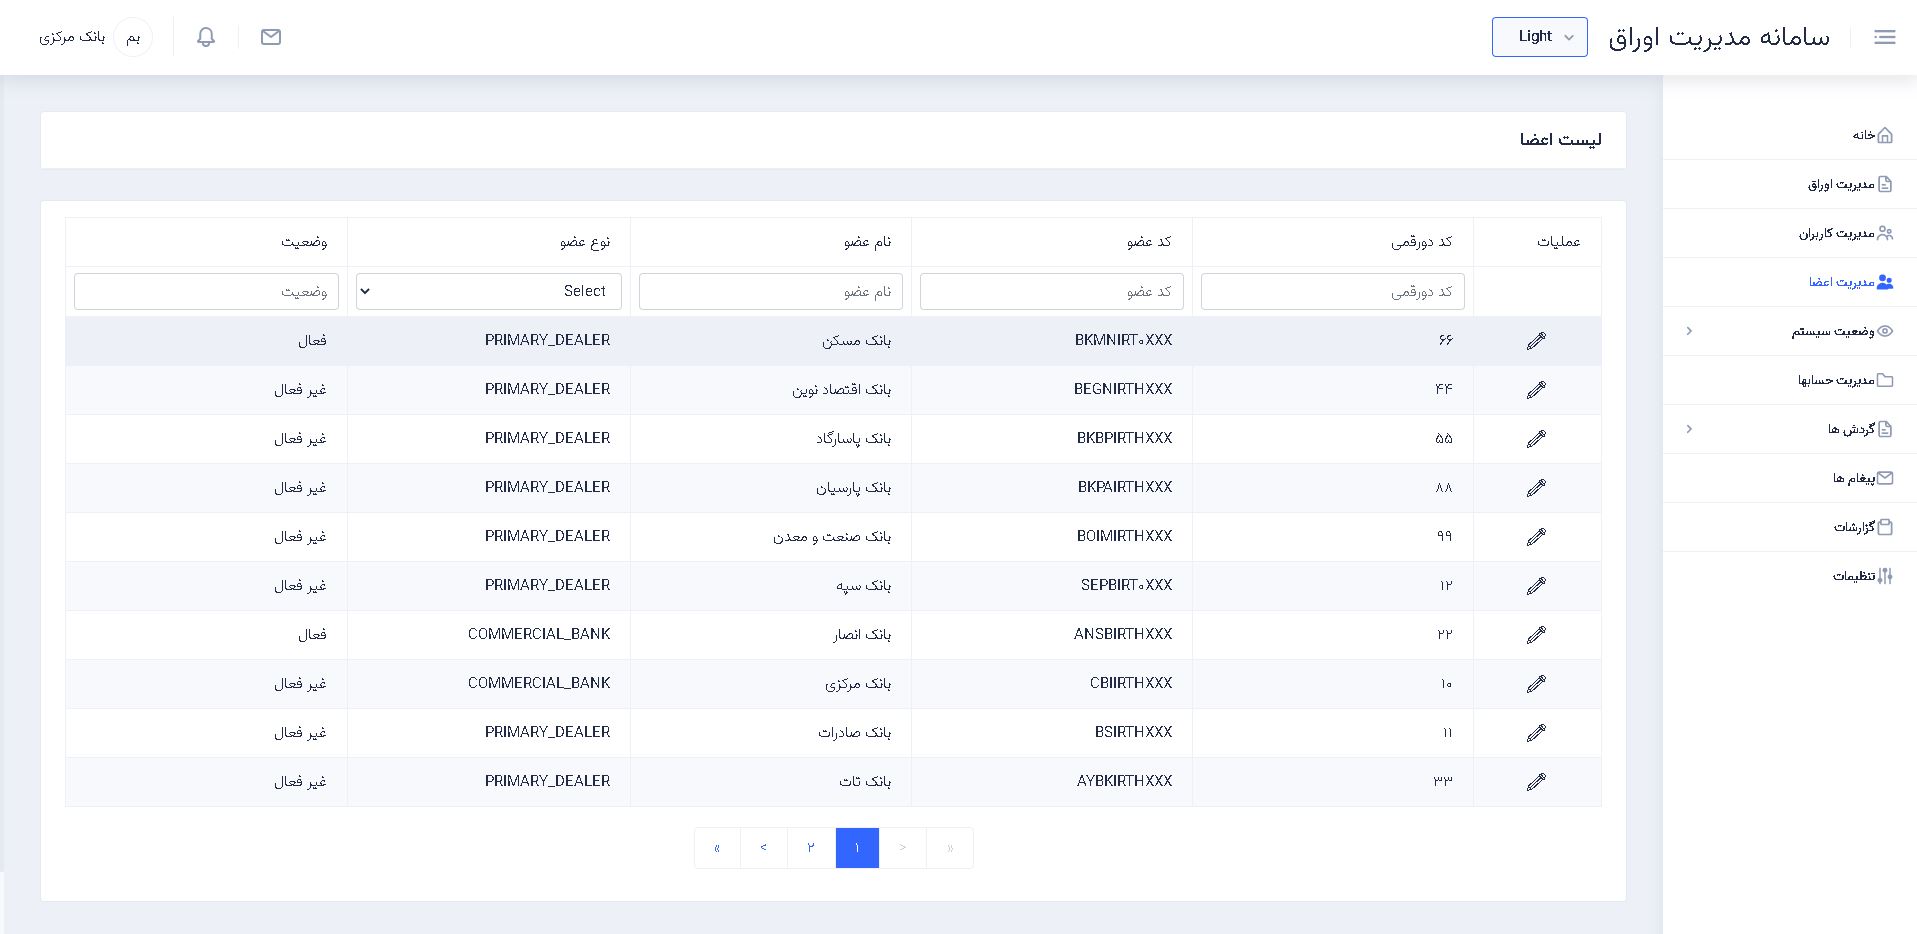 سامانه مدیریت اوراق
Light
بم
بانک مرکزی
خانه
مدیریت اوراق
مدیریت کاربران
مدیریت اعضا
وضعیت سیستم
مدیریت حسابها
گردش ها
پیغام ها
گزارشات
تنظیمات
لیست اعضا
عملیات کد دورقمی کد عضو نام عضو نوع عضو وضعیت
کد دورقمی کد عضو نام عضو Select وضعیت
۶۶ BKMNIRT۰XXX بانک مسکن PRIMARY_DEALER فعال
۴۴ BEGNIRTHXXX بانک اقتصاد نوین PRIMARY_DEALER غیر فعال
۵۵ BKBPIRTHXXX بانک پاسارگاد PRIMARY_DEALER غیر فعال
۸۸ BKPAIRTHXXX بانک پارسیان PRIMARY_DEALER غیر فعال
۹۹ BOIMIRTHXXX بانک صنعت و معدن PRIMARY_DEALER غیر فعال
۱۲ SEPBIRT۰XXX بانک سپه PRIMARY_DEALER غیر فعال
۲۲ ANSBIRTHXXX بانک انصار COMMERCIAL_BANK فعال
۱۰ CBIIRTHXXX بانک مرکزی COMMERCIAL_BANK غیر فعال
۱۱ BSIRTHXXX بانک صادرات PRIMARY_DEALER غیر فعال
۳۳ AYBKIRTHXXX بانک تات PRIMARY_DEALER غیر فعال
« < ۱ ۲ > »